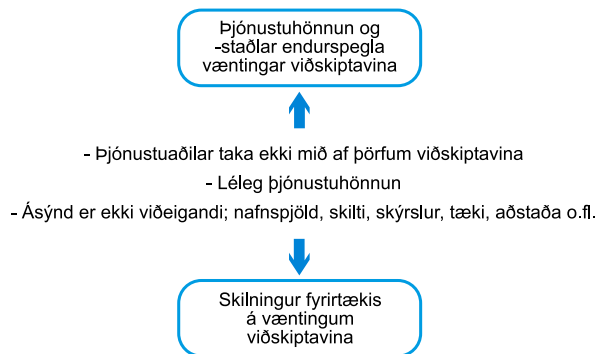 Þjónustuhönnun og
-staðlar endurspegla
væntingar viðskiptavina
- Þjónustuaðilar taka ekki mið af þörfum viðskiptavina
- Léleg þjónustuhönnun
- Ásýnd er ekki viðeigandi; nafnspjöld, skilti, skýrslur, tæki, aðstaða o.fl.
Skilningur fyrirtækis
á væntingum
viðskiptavina